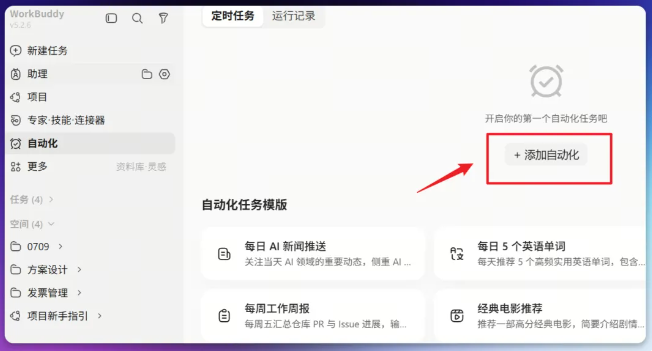 WorkBuddy
v5.2.6
新建任务
助理
项目
专家·技能·连接器
自动化
更多
资料库·灵感
任务 (4)
空间 (4)
0709
方案设计
发票管理
项目新手指引
定时任务
运行记录
开启你的第一个自动化任务吧
+ 添加自动化
自动化任务模版
每日 AI 新闻推送
关注当天 AI 领域的重要动态，侧重 AI ...
每日 5 个英语单词
每天推荐 5 个高频实用英语单词，包含...
每周工作周报
每周五汇总仓库 PR 与 Issue 进展，输...
经典电影推荐
推荐一部高分经典电影，简要介绍剧情...